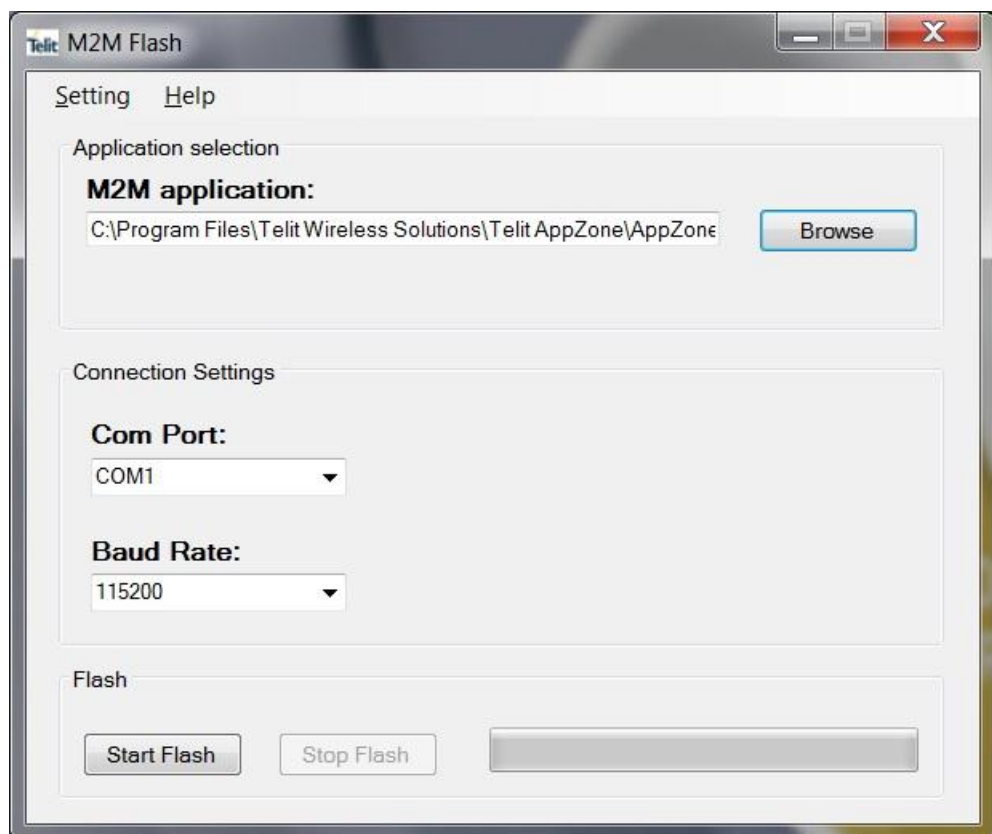 Telit M2M Flash
Setting Help
Application selection
M2M application:
C:\Program Files\Telit Wireless Solutions\Telit AppZone\AppZone
Browse
Connection Settings
Com Port:
COM1
Baud Rate:
115200
Flash
Start Flash Stop Flash